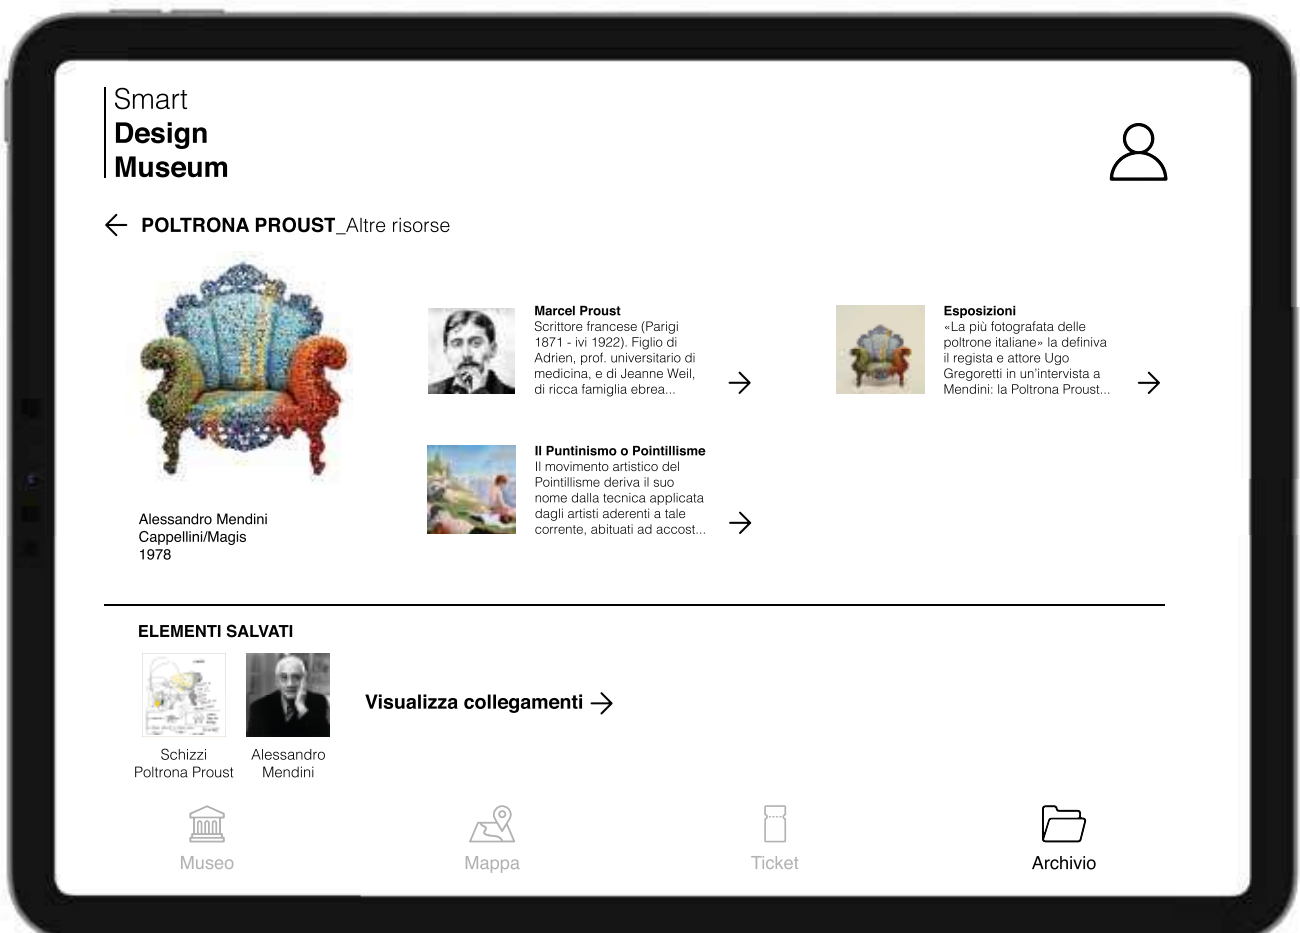 Smart
Design
Museum
POLTRONA PROUST_Altre risorse
Alessandro Mendini
Cappellini/Magis
1978
Marcel Proust
Scrittore francese (Parigi
1871 - ivi 1922). Figlio di
Adrien, prof. universitario di
medicina, e di Jeanne Weil,
di ricca famiglia ebrea...
Il Puntinismo o Pointillisme
Il movimento artistico del
Pointillisme deriva il suo
nome dalla tecnica applicata
dagli artisti aderenti a tale
corrente, abituati ad accost...
Esposizioni
«La più fotografata delle
poltrone italiane» la definiva
il regista e attore Ugo
Gregoretti in un'intervista a
Mendini: la Poltrona Proust...
ELEMENTI SALVATI
Schizzi
Poltrona Proust
Alessandro
Mendini
Visualizza collegamenti
Museo
Mappa
Ticket
Archivio